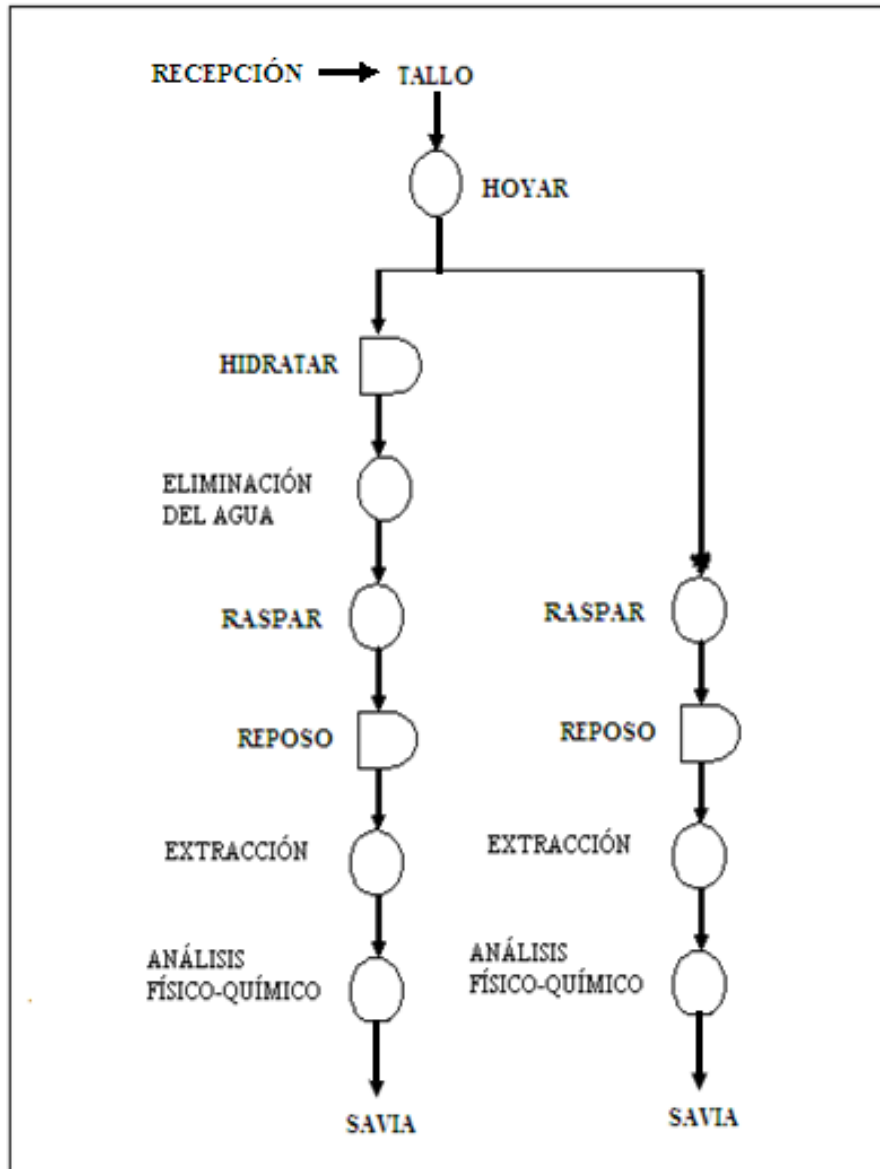 RECEPCIÓN
TALLO
HOYAR
HIDRATAR
ELIMINACIÓN
DEL AGUA
RASPAR
REPOSO
EXTRACCIÓN
ANÁLISIS
FÍSICO-QUÍMICO
SAVIA
RASPAR
REPOSO
EXTRACCIÓN
ANÁLISIS
FÍSICO-QUÍMICO
SAVIA